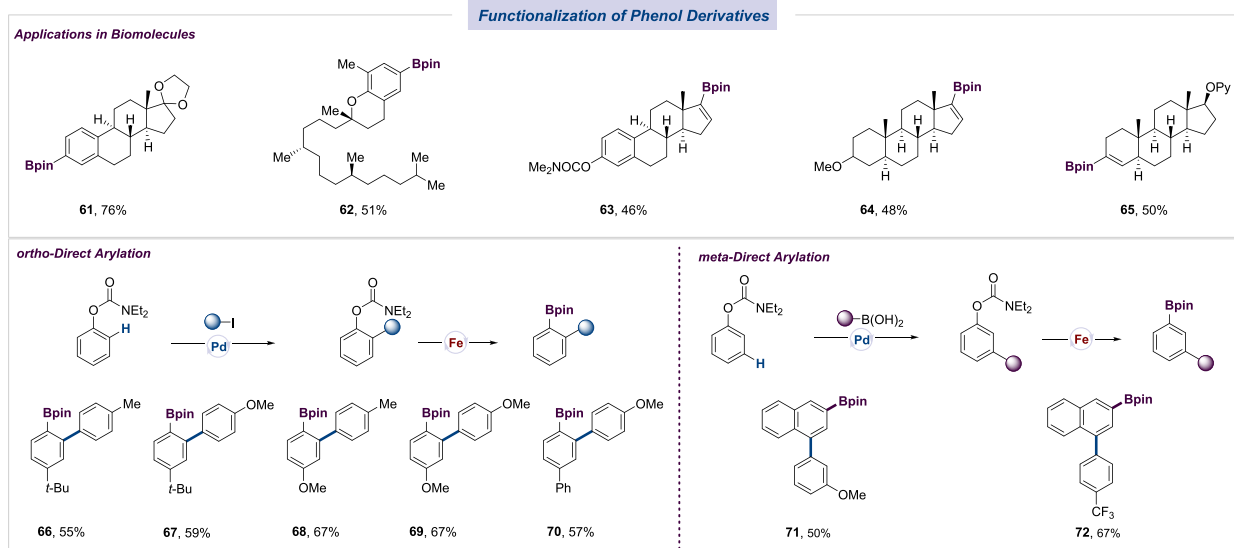 Functionalization of Phenol Derivatives
Applications in Biomolecules
O
O
H
H
H
Bpin
61, 76%
Me
Bpin
O
Me
Me
Me
Me
Me
62, 51%
Bpin
H
H
H
Me2NOCO
63, 46%
Bpin
H
H
H
MeO
H
64, 48%
OPy
H
H
H
Bpin
H
65, 50%
ortho-Direct Arylation
O
O
NEt2
H
I
Pd
O
O
NEt2
Fe
Bpin
Bpin
Me
t-Bu
66, 55%
Bpin
OMe
t-Bu
67, 59%
Bpin
Me
OMe
68, 67%
Bpin
OMe
OMe
69, 67%
Bpin
OMe
Ph
70, 57%
meta-Direct Arylation
O
O
NEt2
H
B(OH)2
Pd
O
O
NEt2
Fe
Bpin
Bpin
OMe
71, 50%
Bpin
CF3
72, 67%